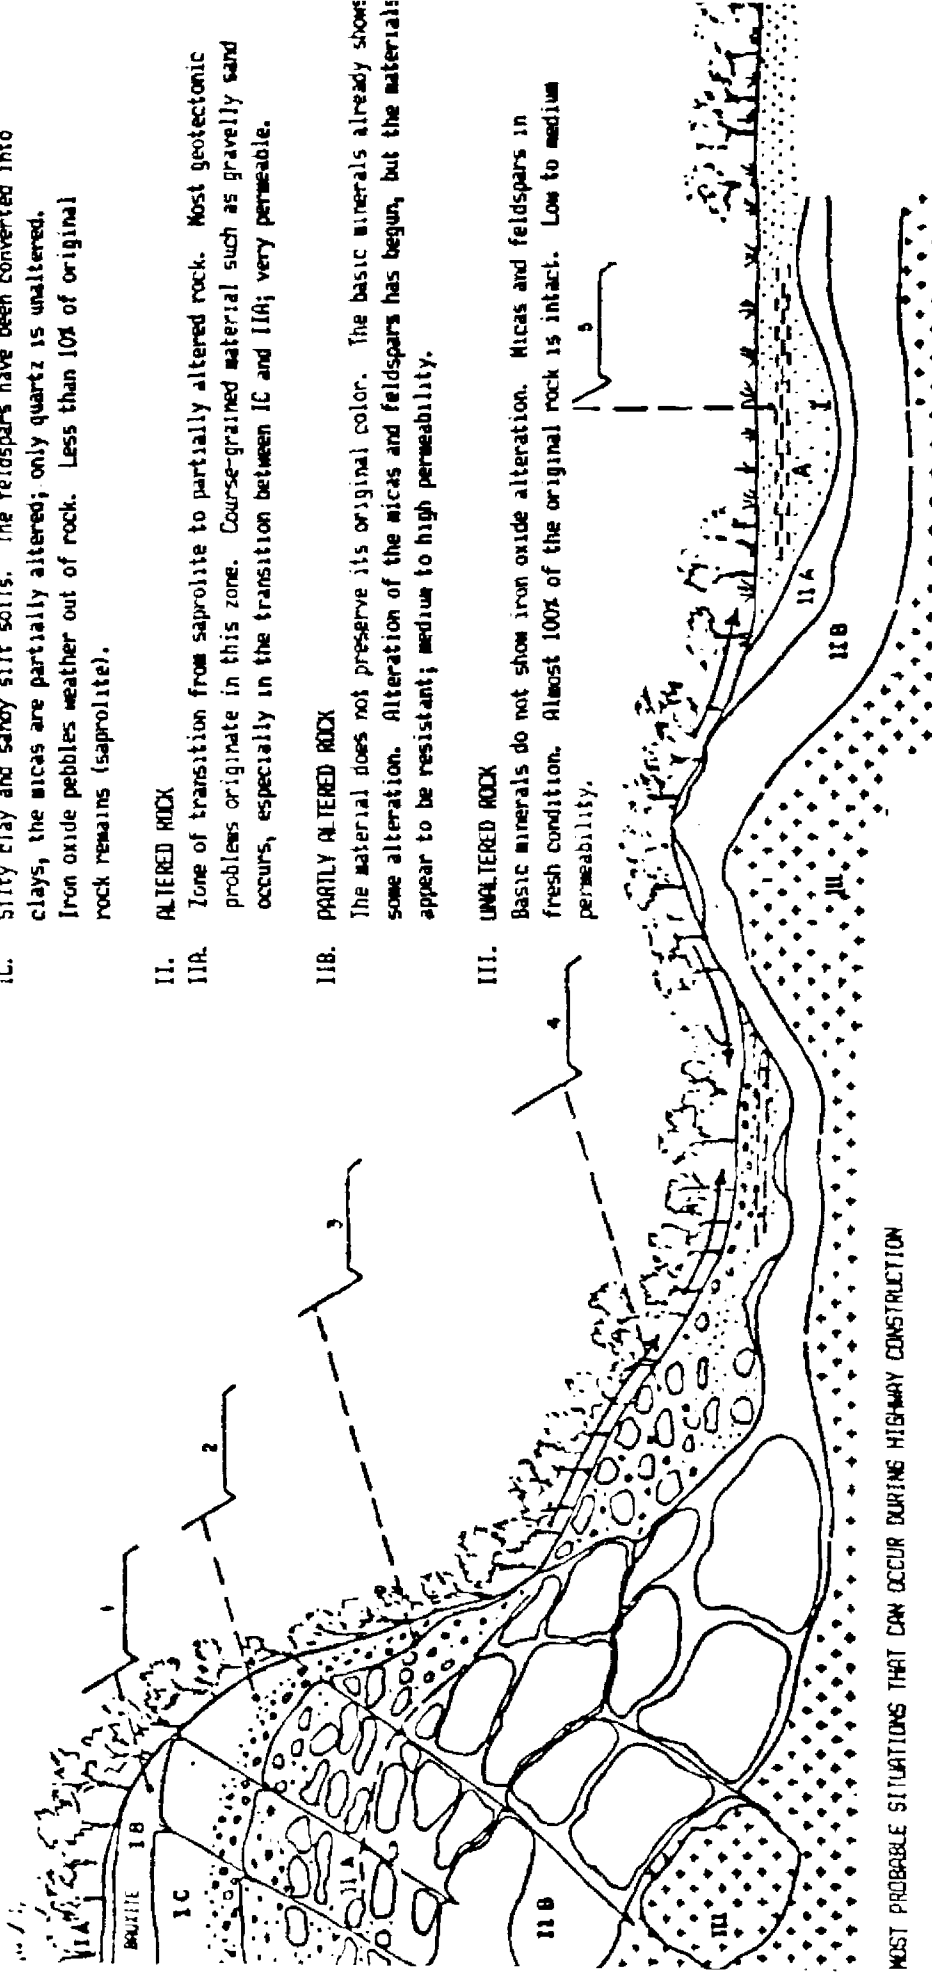 IC. Silty clay and sandy silt soils. The feldspars have been converted into
clays, the micas are partially altered; only quartz is unaltered.
Iron oxide pebbles weather out of rock. Less than 10% of original
rock remains (saprolite).
II. ALTERED ROCK
IIA. Zone of transition from saprolite to partially altered rock. Most geotectonic
problems originate in this zone. Course-grained material such as gravelly sand
occurs, especially in the transition between IC and IIA; very permeable.
IIB. PARTLY ALTERED ROCK
The material does not preserve its original color. The basic minerals already shows
some alteration. Alteration of the micas and feldspars has begun, but the materials
appear to be resistant; medium to high permeability.
III. UNALTERED ROCK
Basic minerals do not show iron oxide alteration. Micas and feldspars in
fresh condition. Almost 100% of the original rock is intact. Low to medium
permeability.
1
2
3
4
5
IA
IB
BAUXITE
IC
IIA
IIB
III
III
A
I
IIA
IIB
MOST PROBABLE SITUATIONS THAT CAN OCCUR DURING HIGHWAY CONSTRUCTION